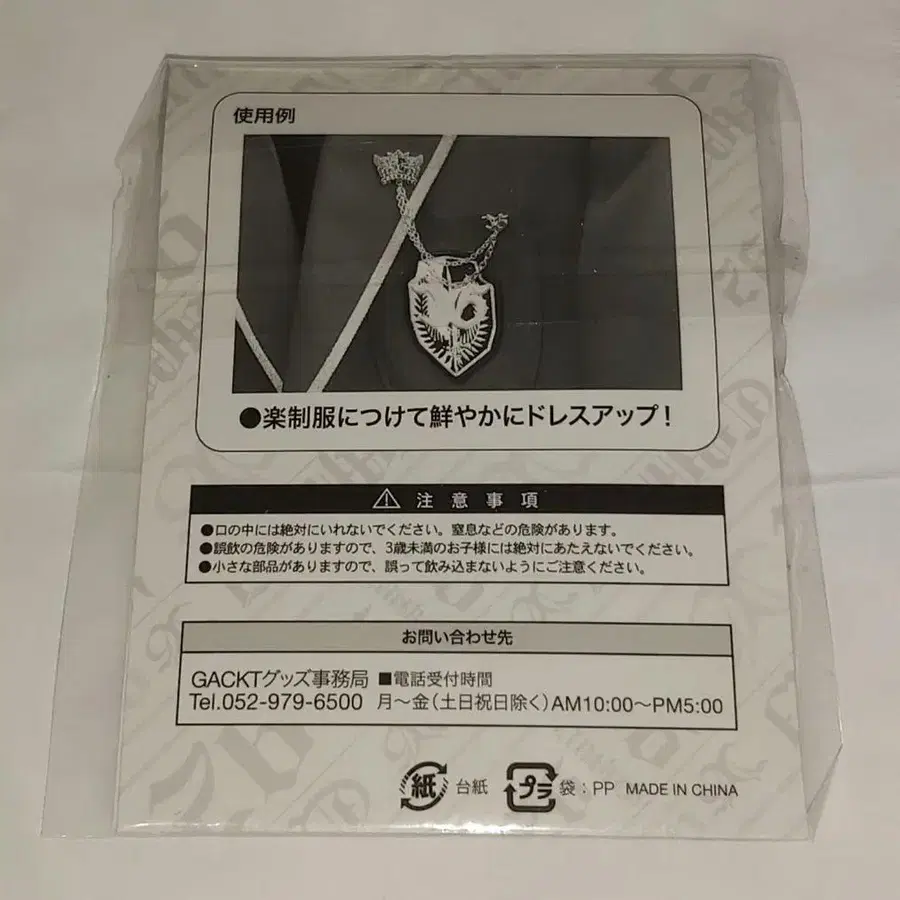 使用例
●楽制服につけて鮮やかにドレスアップ!
⚠ 注意事項
●口の中には絶対にいれないでください。窒息などの危険があります。
●誤飲の危険がありますので、3歳未満のお子様には絶対にあたえないでください。
●小さな部品がありますので、誤って飲み込まないようにご注意ください。
お問い合わせ先
GACKTグッズ事務局 ■電話受付時間
Tel.052-979-6500 月〜金(土日祝日除く)AM10:00〜PM5:00
紙 台紙 プラ 袋:PP MADE IN CHINA